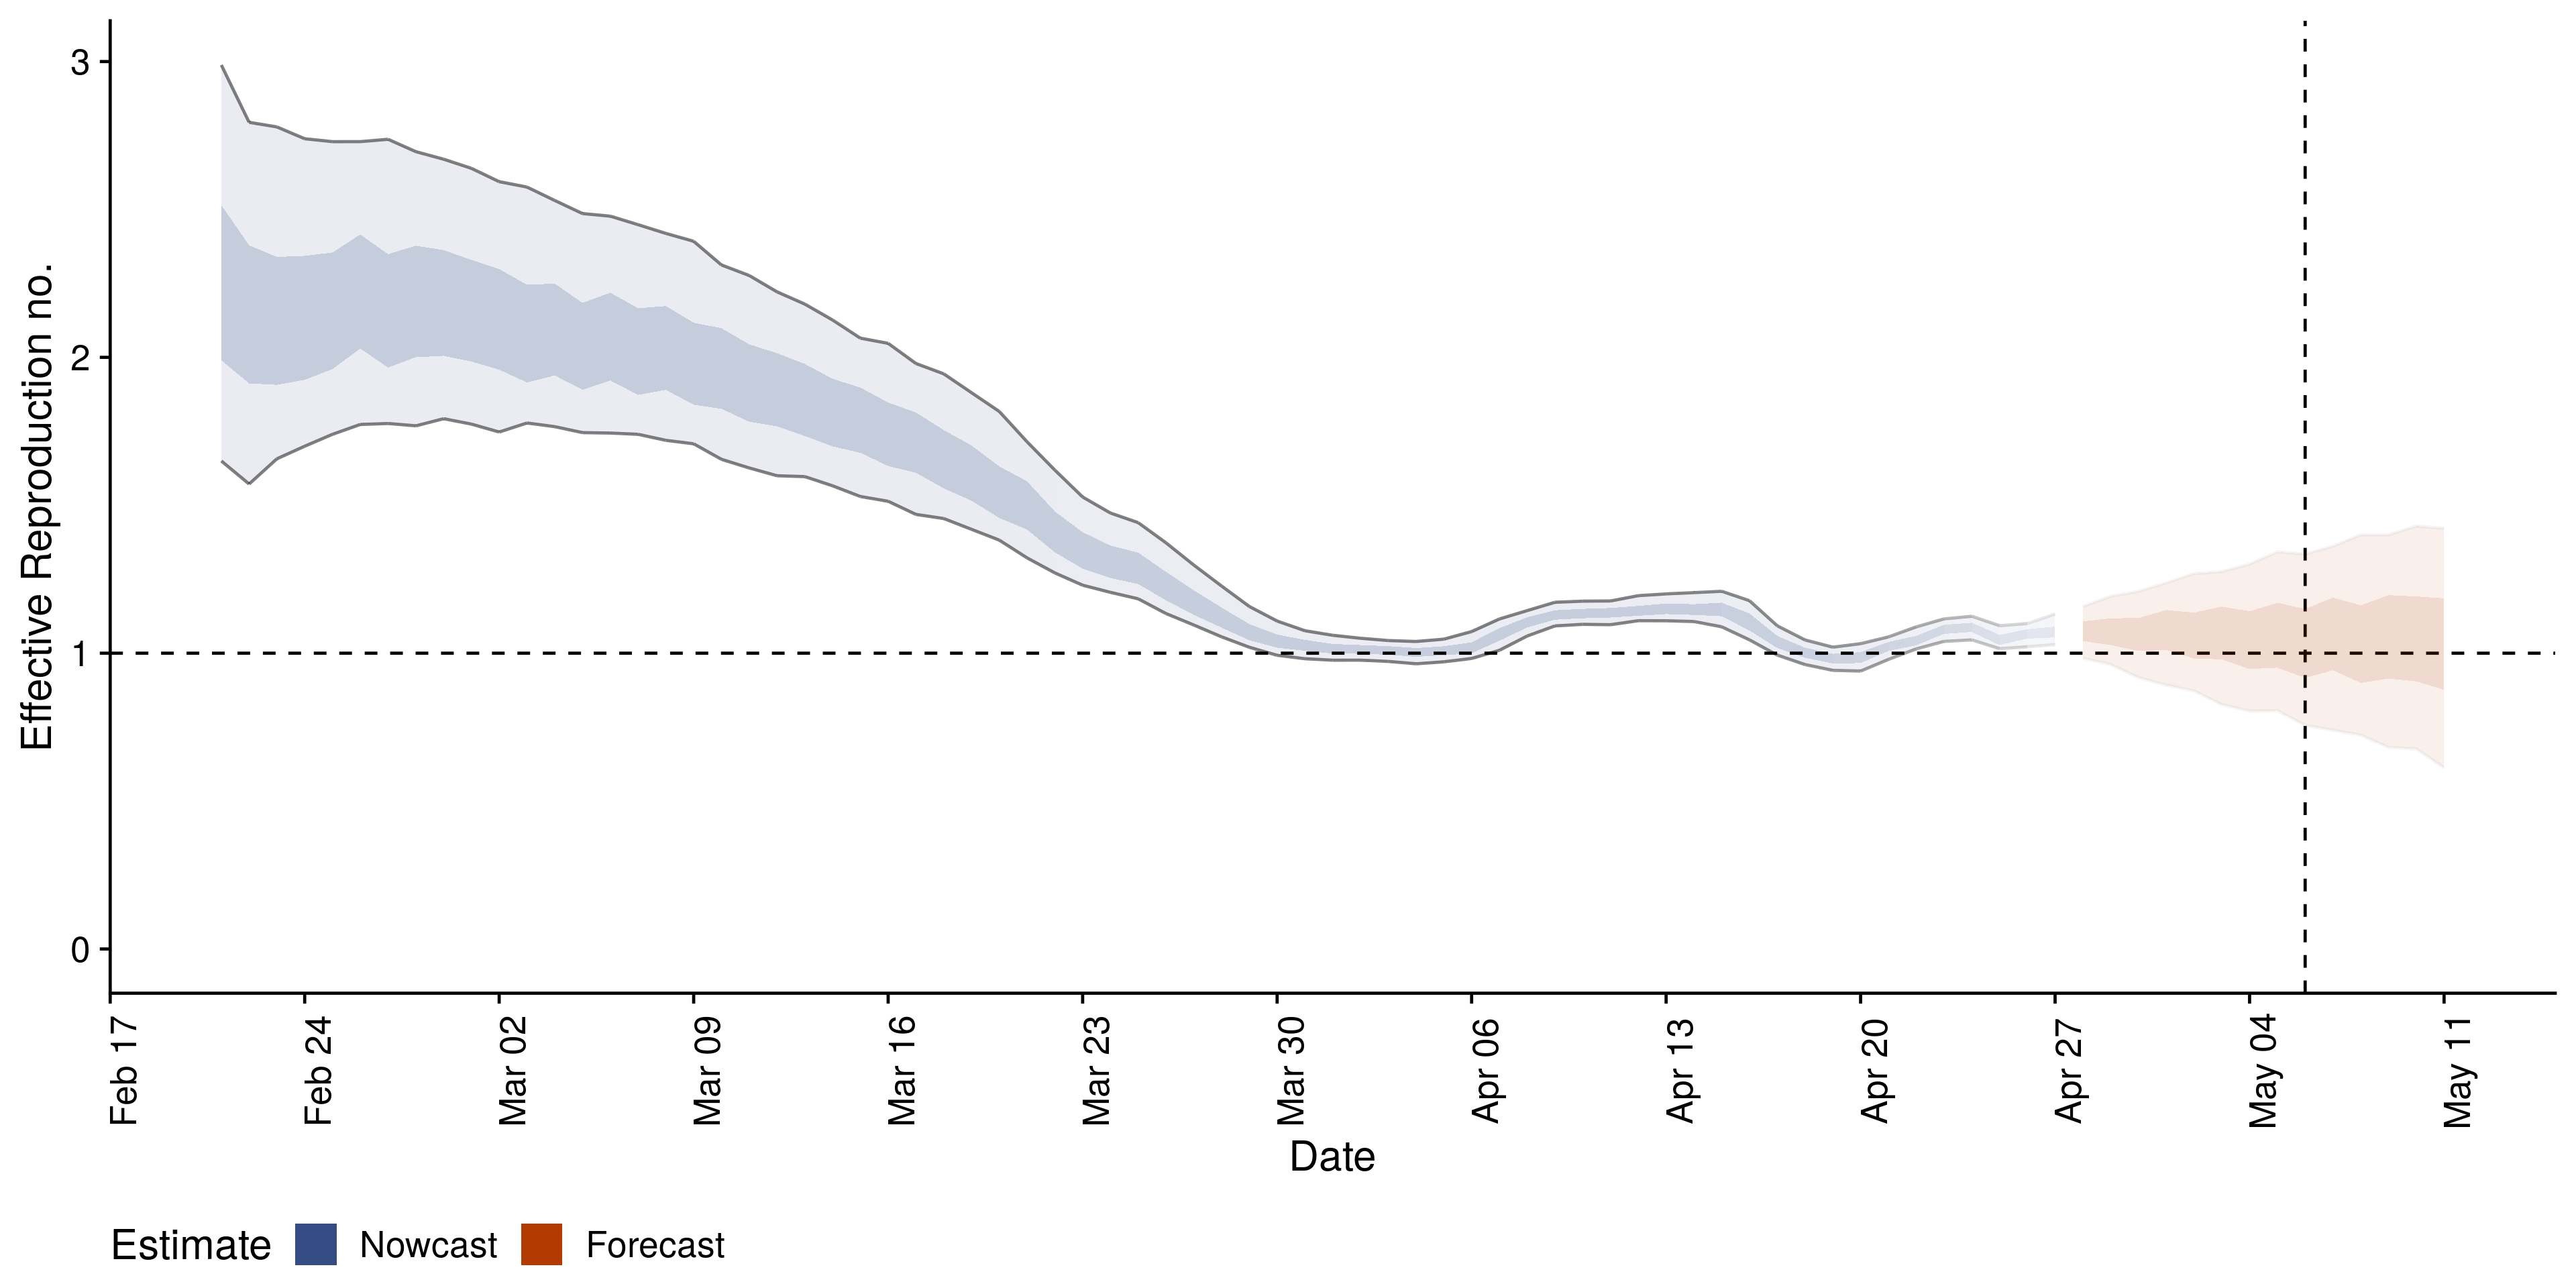 Effective Reproduction no.
3
2
1
0
Feb 17
Feb 24
Mar 02
Mar 09
Mar 16
Mar 23
Mar 30
Apr 06
Apr 13
Apr 20
Apr 27
May 04
May 11
Date
Estimate Nowcast Forecast